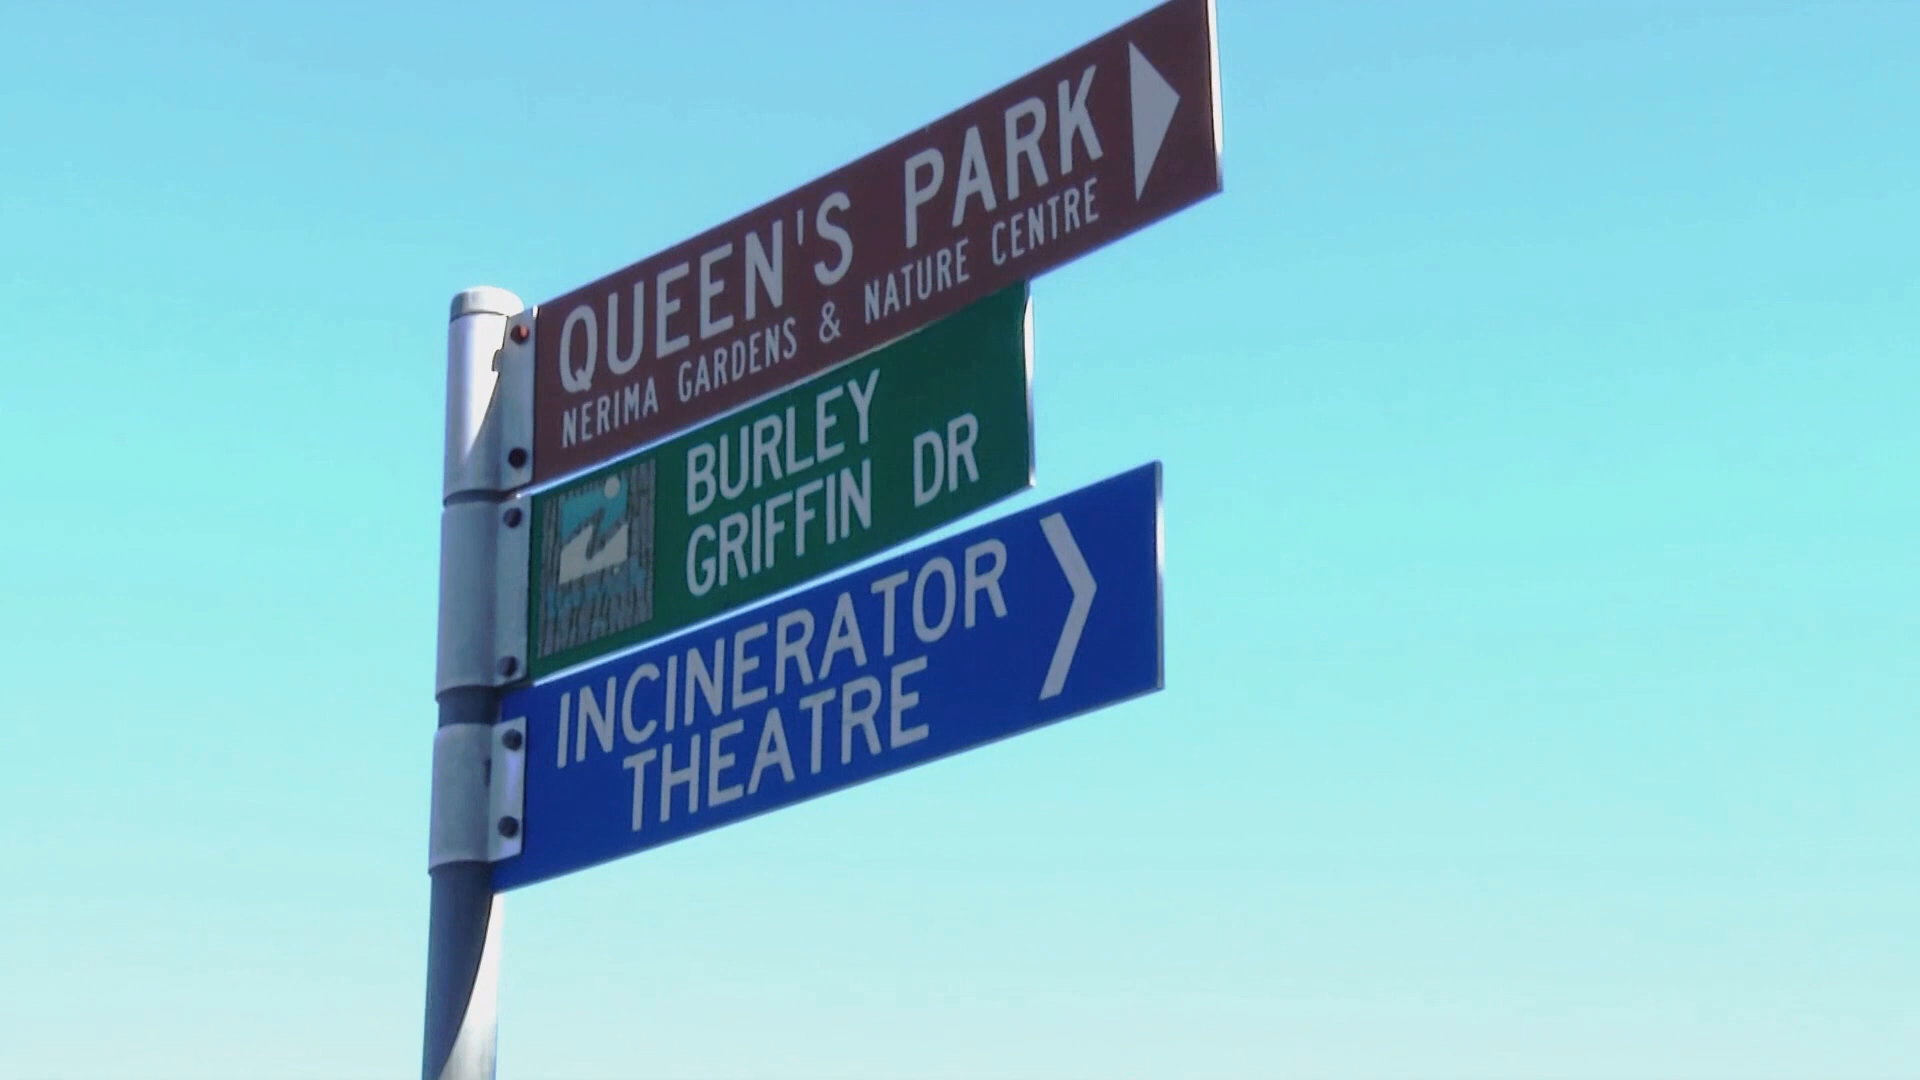 QUEEN'S PARK
NERIMA GARDENS & NATURE CENTRE
BURLEY
GRIFFIN DR
INCINERATOR
THEATRE